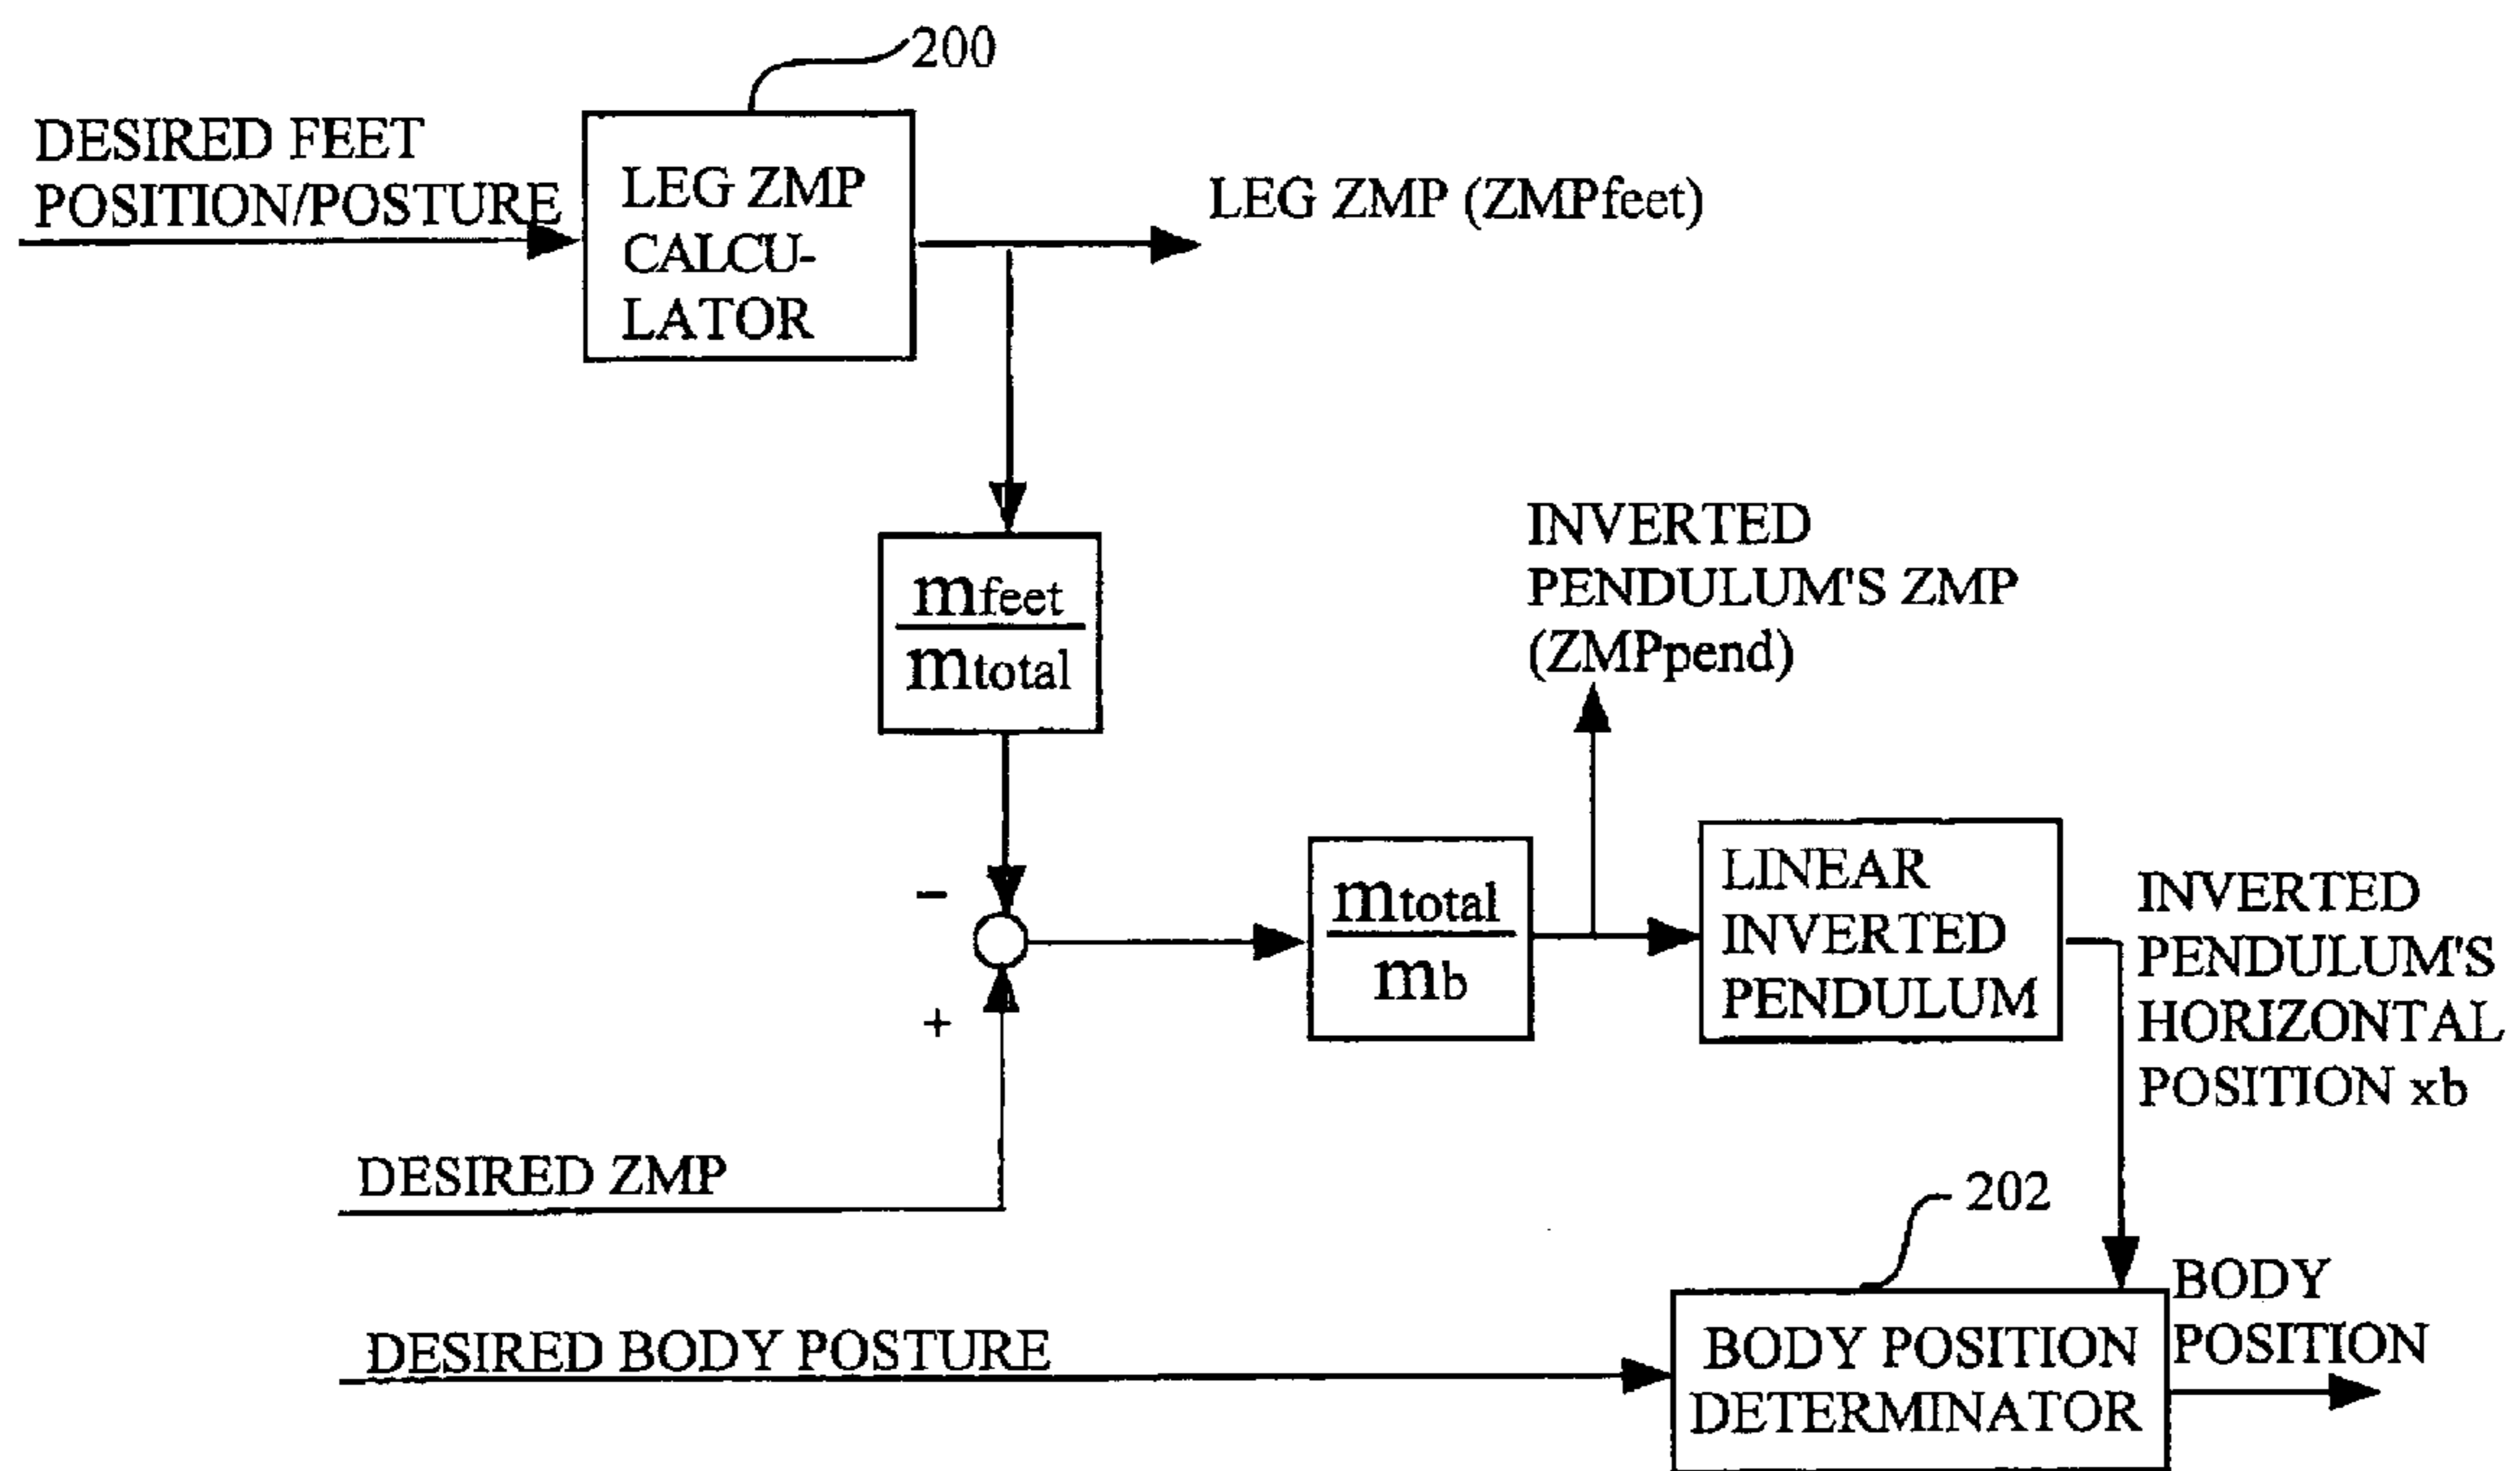 200
DESIRED FEET
POSITION/POSTURE
LEG ZMP
CALCU-
LATOR
LEG ZMP (ZMPfeet)
mfeet
mtotal
INVERTED
PENDULUM'S ZMP
(ZMPpend)
-
+
mtotal
mb
LINEAR
INVERTED
PENDULUM
INVERTED
PENDULUM'S
HORIZONTAL
POSITION xb
DESIRED ZMP
202
DESIRED BODY POSTURE
BODY POSITION
DETERMINATOR
BODY
POSITION